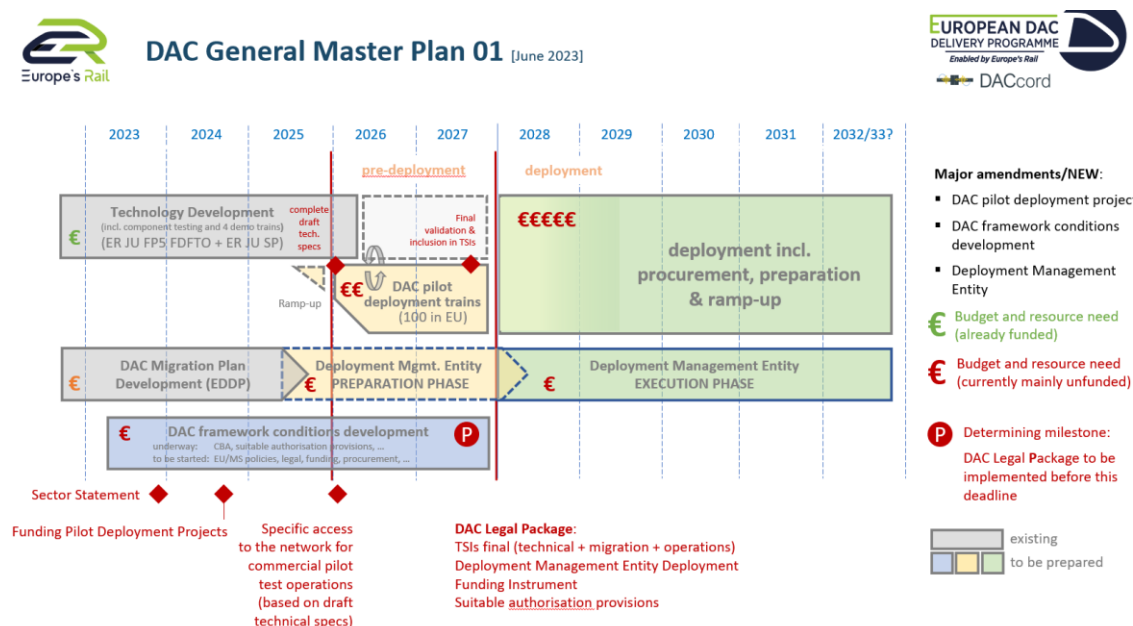 Europe's Rail
DAC General Master Plan 01 [June 2023]
EUROPEAN DAC
DELIVERY PROGRAMME
Enabled by Europe's Rail
DACcord
2023 2024 2025 2026 2027 2028 2029 2030 2031 2032/33?
pre-deployment deployment
Technology Development
(incl. component testing and 4 demo trains)
(ER JU FP5 FDFTO + ER JU SP)
€
complete
draft
tech.
specs
Final
validation &
inclusion in TSIs
€€€€€
deployment incl.
procurement, preparation
& ramp-up
Ramp-up
€€
DAC pilot
deployment trains
(100 in EU)
€
DAC Migration Plan
Development (EDDP)
€
Deployment Mgmt. Entity
PREPARATION PHASE
€
Deployment Management Entity
EXECUTION PHASE
€
DAC framework conditions development
underway: CBA, suitable authorisation provisions, ...
to be started: EU/MS policies, legal, funding, procurement, ...
P
Sector Statement
Funding Pilot Deployment Projects
Specific access
to the network for
commercial pilot
test operations
(based on draft
technical specs)
DAC Legal Package:
TSIs final (technical + migration + operations)
Deployment Management Entity Deployment
Funding Instrument
Suitable authorisation provisions
Major amendments/NEW:
▪ DAC pilot deployment project
▪ DAC framework conditions
development
▪ Deployment Management
Entity
€ Budget and resource need
(already funded)
€ Budget and resource need
(currently mainly unfunded)
P Determining milestone:
DAC Legal Package to be
implemented before this
deadline
existing
to be prepared